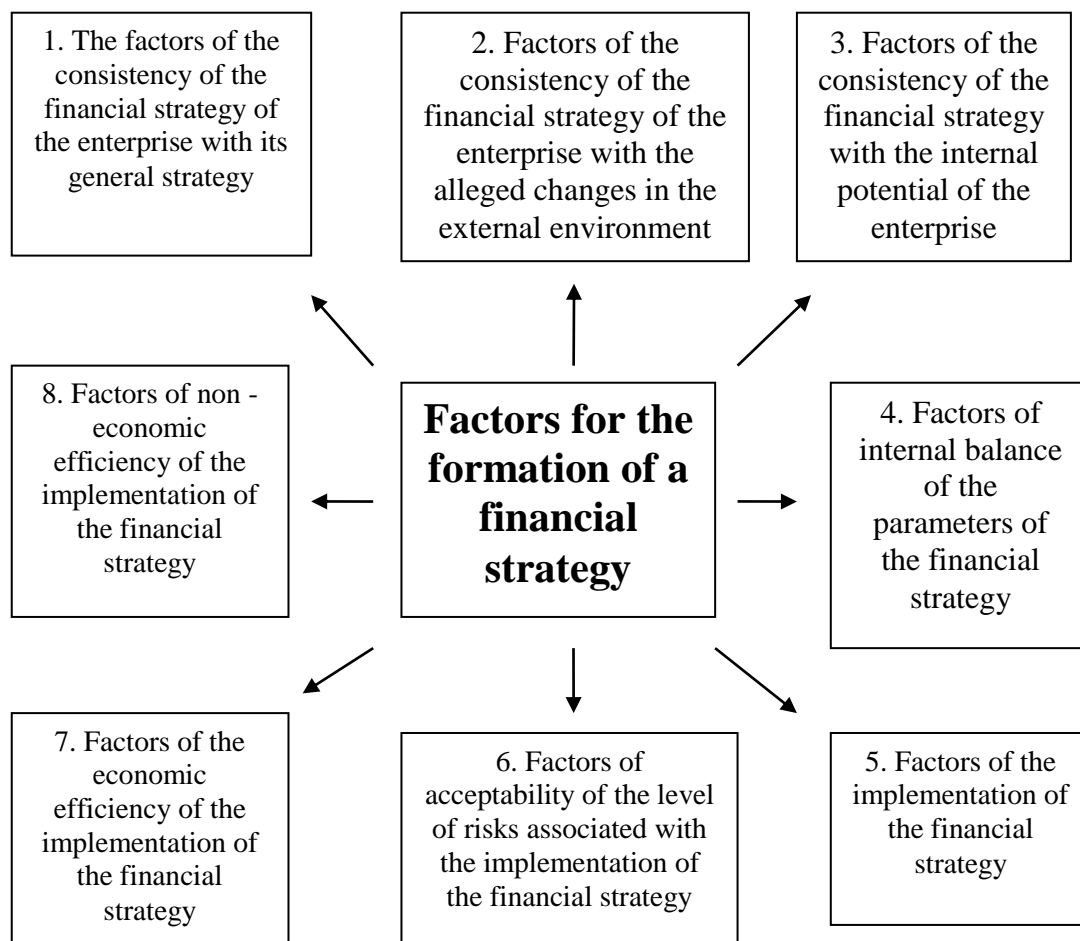 1. The factors of the
consistency of the
financial strategy of
the enterprise with its
general strategy
2. Factors of the
consistency of the
financial strategy of the
enterprise with the
alleged changes in the
external environment
3. Factors of the
consistency of the
financial strategy
with the internal
potential of the
enterprise
8. Factors of non -
economic
efficiency of the
implementation of
the financial
strategy
Factors for the
formation of a
financial
strategy
4. Factors of
internal balance
of the
parameters of
the financial
strategy
7. Factors of the
economic
efficiency of the
implementation of
the financial
strategy
6. Factors of
acceptability of the level
of risks associated with
the implementation of
the financial strategy
5. Factors of the
implementation of
the financial
strategy